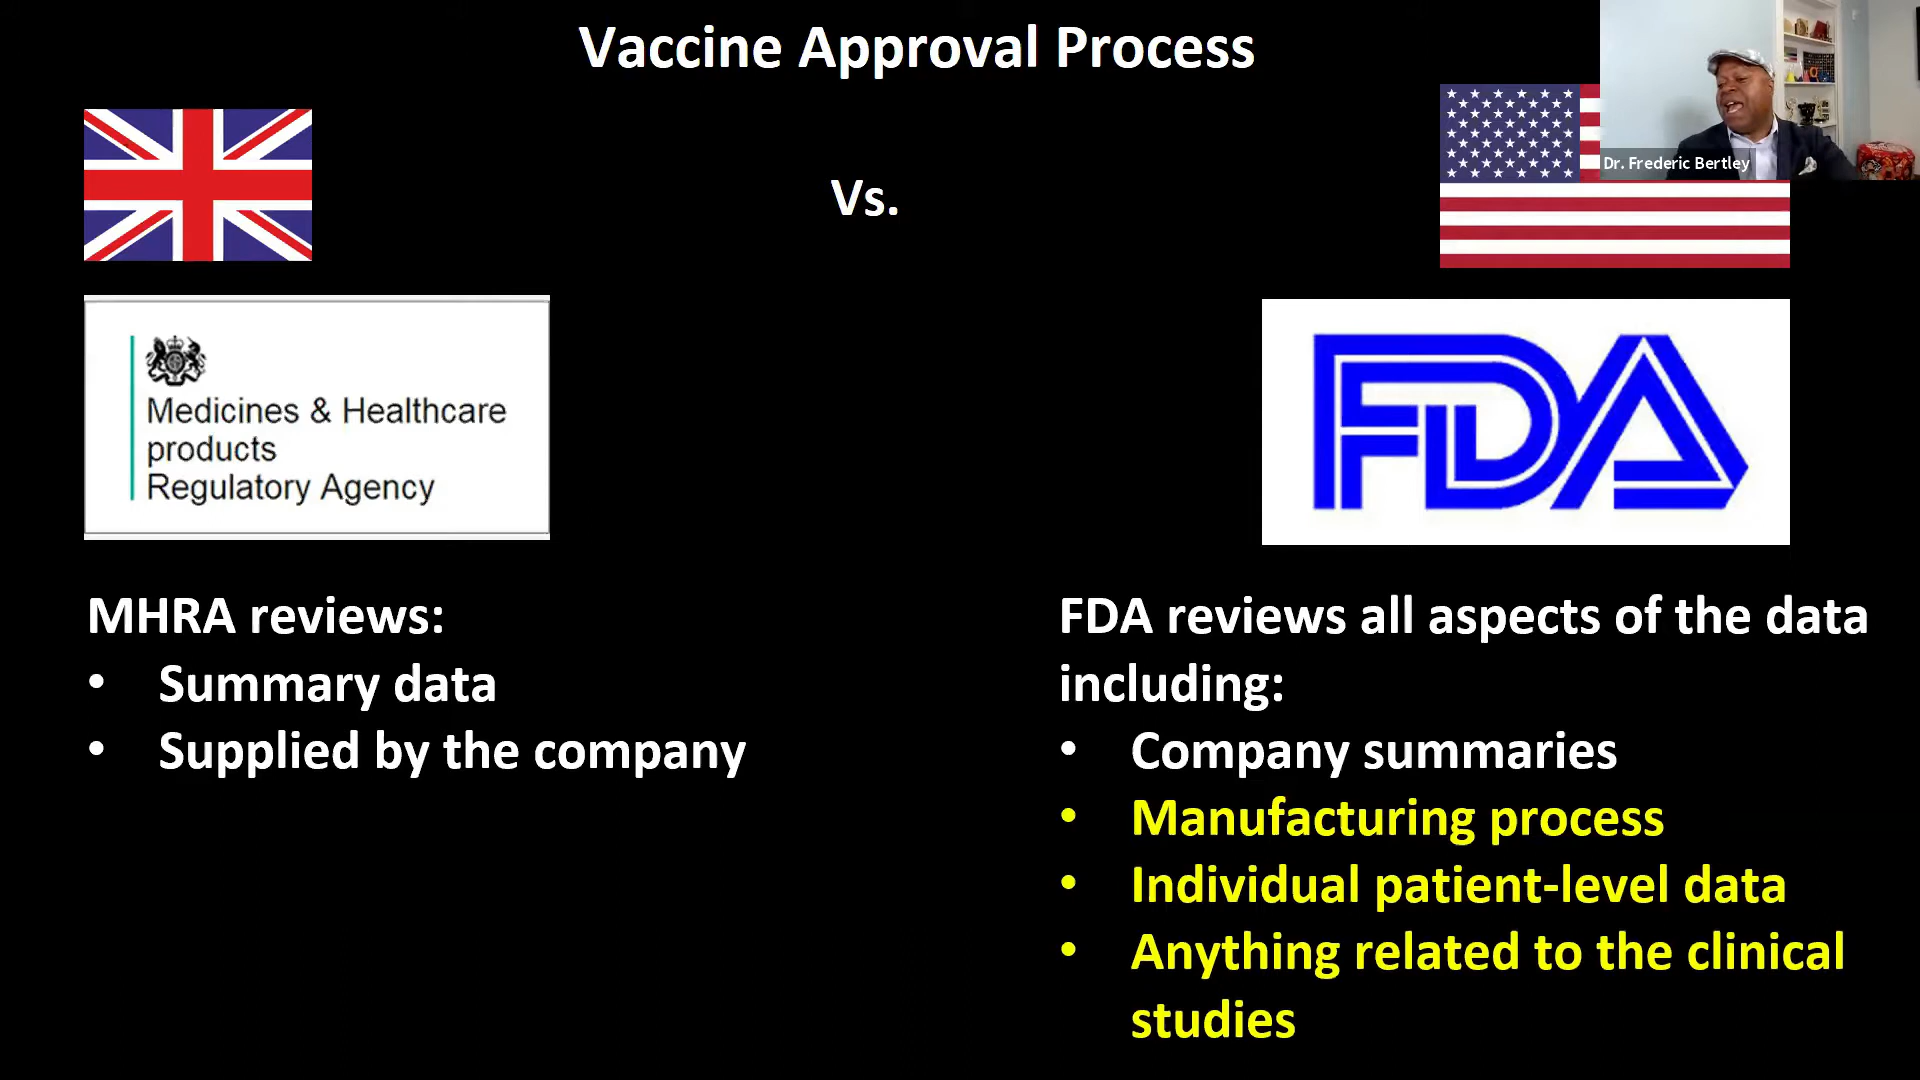 Vaccine Approval Process
Dr. Frederic Bertley
Vs.
Medicines & Healthcare
products
Regulatory Agency
FDA
MHRA reviews:
• Summary data
• Supplied by the company
FDA reviews all aspects of the data
including:
• Company summaries
• Manufacturing process
• Individual patient-level data
• Anything related to the clinical
studies